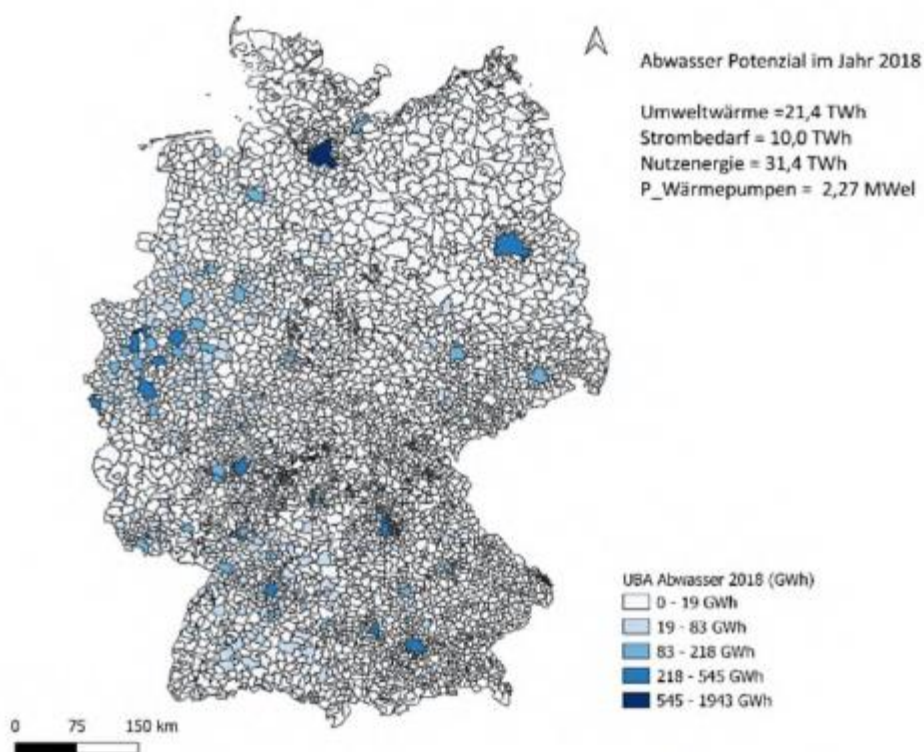 Abwasser Potenzial im Jahr 2018
Umweltwärme =21,4 TWh
Strombedarf = 10,0 TWh
Nutzenergie = 31,4 TWh
P_Wärmepumpen = 2,27 MWel
UBA Abwasser 2018 (GWh)
0 - 19 GWh
19 - 83 GWh
83 - 218 GWh
218 - 545 GWh
545 - 1943 GWh
0 75 150 km